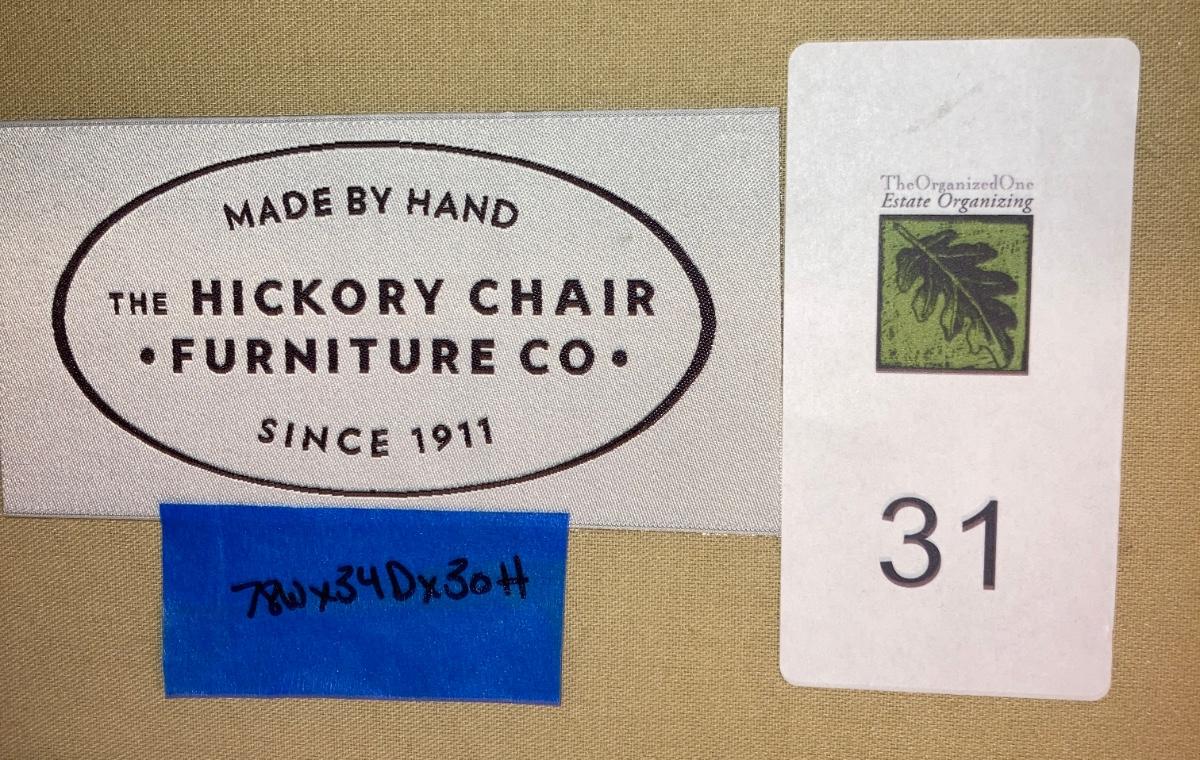 MADE BY HAND
THE HICKORY CHAIR
• FURNITURE CO •
SINCE 1911
78Wx34Dx30H
TheOrganizedOne
Estate Organizing
31